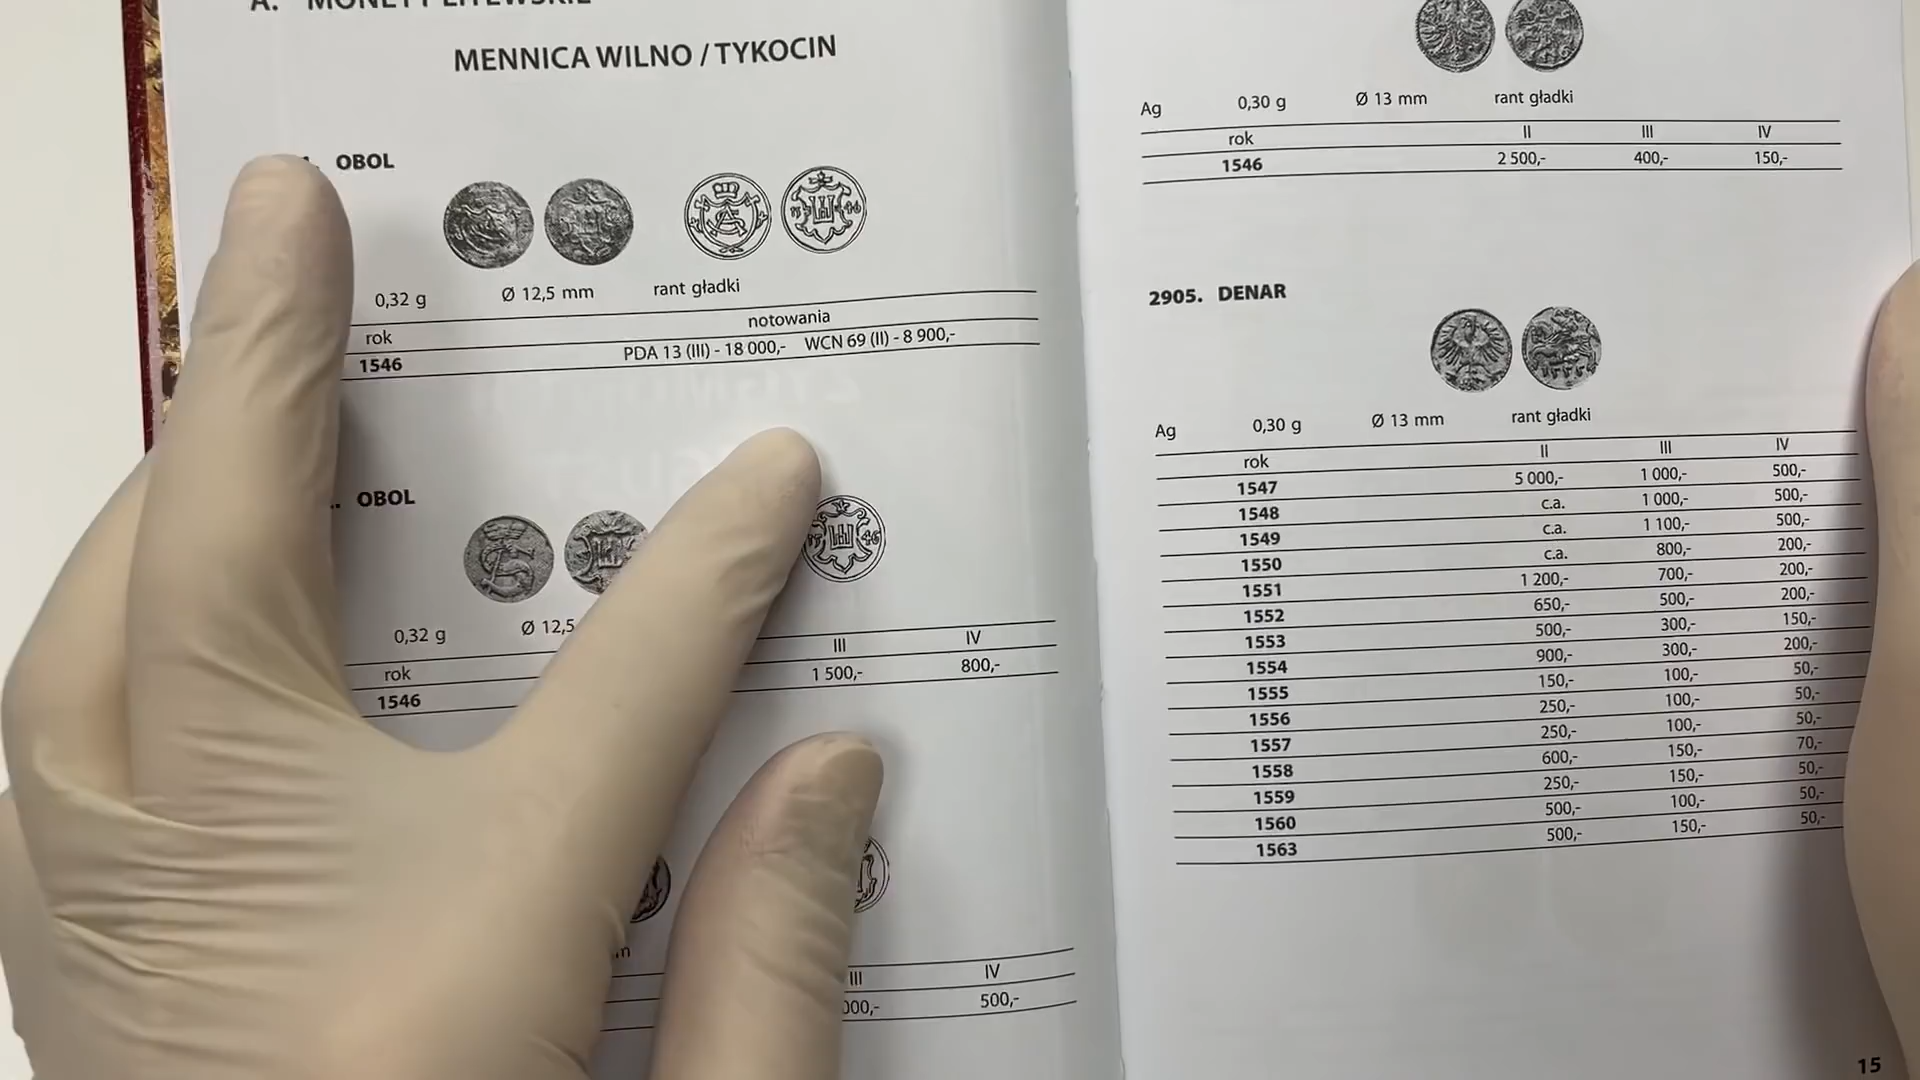 A. MONETY LITEWSKIE
MENNICA WILNO / TYKOCIN
OBOL
0,32 g Ø 12,5 mm rant gładki
rok notowania
1546 PDA 13 (III) - 18 000,- WCN 69 (II) - 8 900,-
OBOL
0,32 g Ø 12,5
rok III IV
1546 1 500,- 800,-
III IV
500,-
Ag 0,30 g Ø 13 mm rant gładki
rok II III IV
1546 2 500,- 400,- 150,-
2905. DENAR
Ag 0,30 g Ø 13 mm rant gładki
rok II III IV
1547 5 000,- 1 000,- 500,-
1548 c.a. 1 000,- 500,-
1549 c.a. 1 100,- 500,-
1550 c.a. 800,- 200,-
1551 1 200,- 700,- 200,-
1552 650,- 500,- 200,-
1553 500,- 300,- 150,-
1554 900,- 300,- 200,-
1555 150,- 100,- 50,-
1556 250,- 100,- 50,-
1557 250,- 100,- 50,-
1558 600,- 150,- 70,-
1559 250,- 150,- 50,-
1560 500,- 100,- 50,-
1563 500,- 150,- 50,-
15